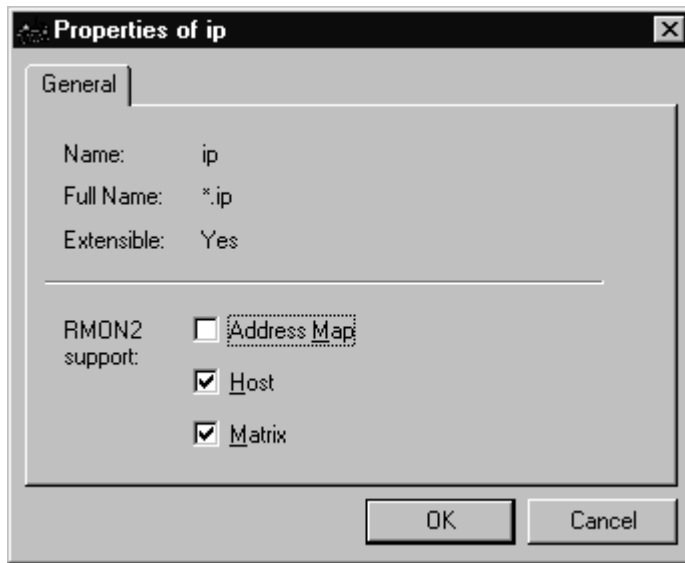 Properties of ip
General
Name: ip
Full Name: *.ip
Extensible: Yes
RMON2 support:
Address Map
Host
Matrix
OK Cancel